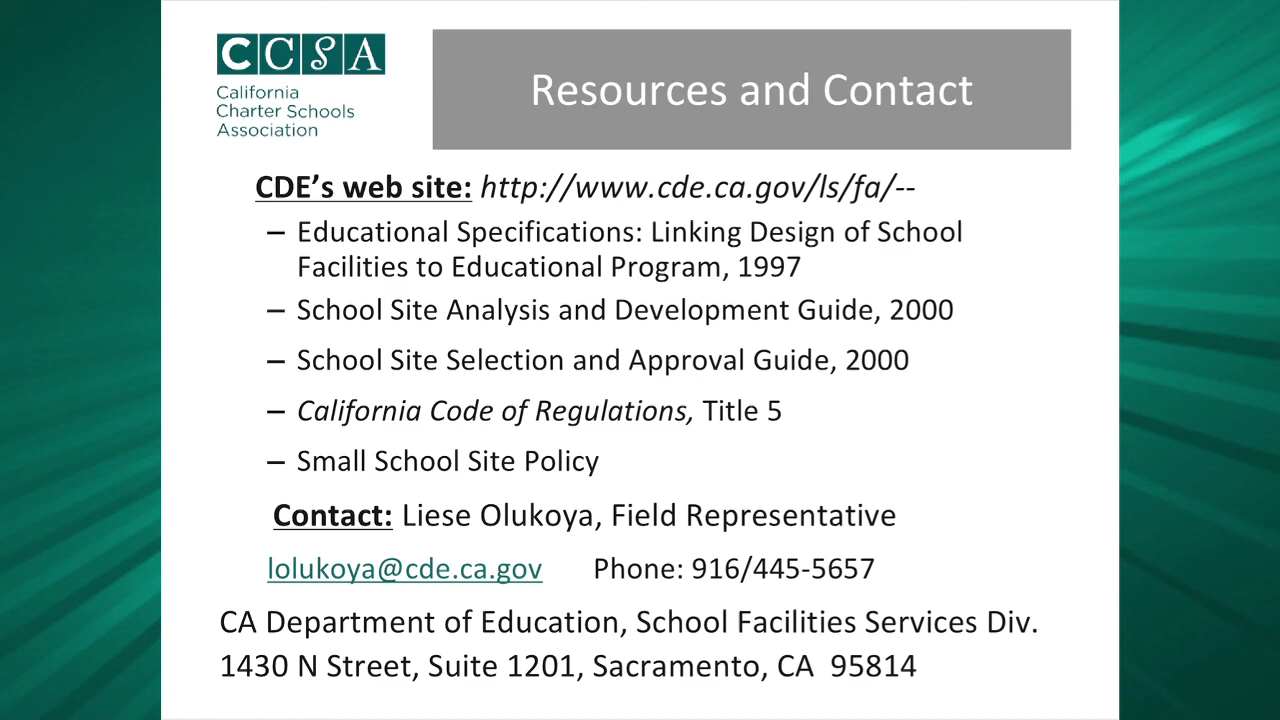 CCSA
California
Charter Schools
Association
Resources and Contact
CDE’s web site: http://www.cde.ca.gov/ls/fa/--
– Educational Specifications: Linking Design of School
Facilities to Educational Program, 1997
– School Site Analysis and Development Guide, 2000
– School Site Selection and Approval Guide, 2000
– California Code of Regulations, Title 5
– Small School Site Policy
Contact: Liese Olukoya, Field Representative
lolukoya@cde.ca.gov Phone: 916/445-5657
CA Department of Education, School Facilities Services Div.
1430 N Street, Suite 1201, Sacramento, CA 95814